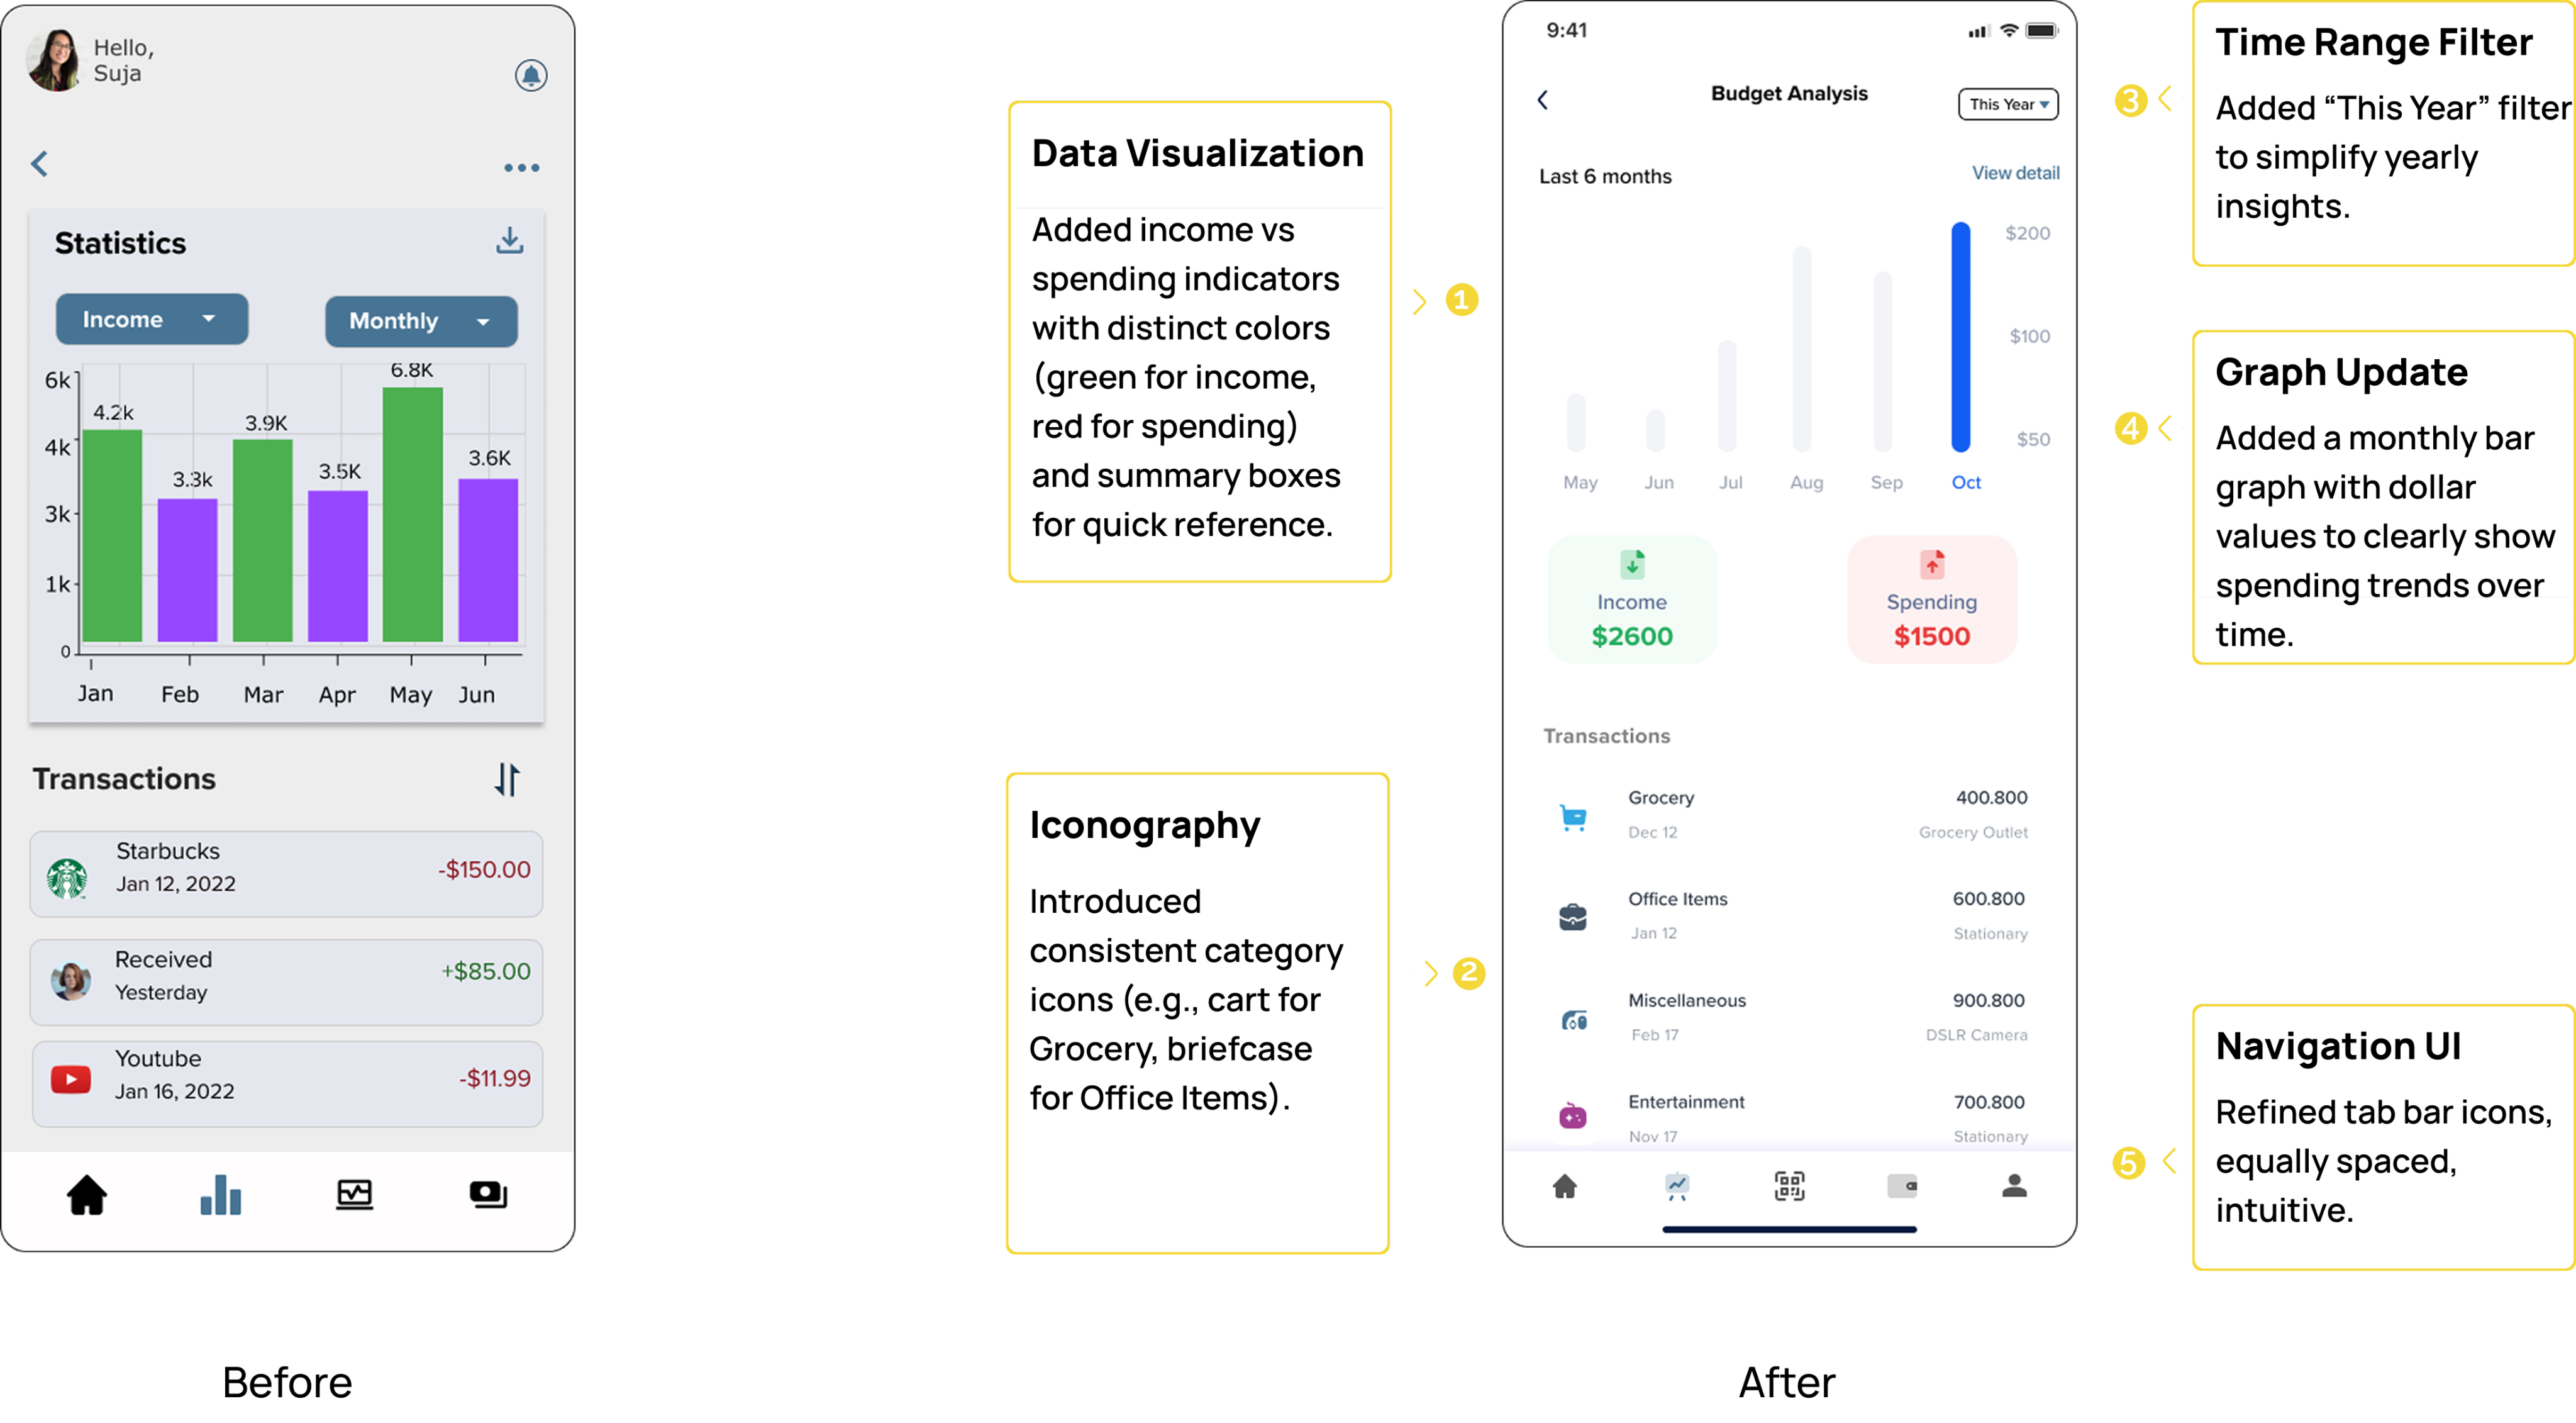 Hello,
Suja
Statistics
Income
Monthly
6k
4k
3k
1k
0
4.2k
3.3k
3.9K
3.5K
6.8K
3.6K
Jan
Feb
Mar
Apr
May
Jun
Transactions
Starbucks
Jan 12, 2022
-$150.00
Received
Yesterday
+$85.00
Youtube
Jan 16, 2022
-$11.99
Before
Data Visualization
Added income vs
spending indicators
with distinct colors
(green for income,
red for spending)
and summary boxes
for quick reference.
1
Iconography
Introduced
consistent category
icons (e.g., cart for
Grocery, briefcase
for Office Items).
2
9:41
Budget Analysis
This Year
Last 6 months
View detail
$200
$100
$50
May
Jun
Jul
Aug
Sep
Oct
Income
$2600
Spending
$1500
Transactions
Grocery
400.800
Dec 12
Grocery Outlet
Office Items
600.800
Jan 12
Stationary
Miscellaneous
900.800
Feb 17
DSLR Camera
Entertainment
700.800
Nov 17
Stationary
After
3
Time Range Filter
Added “This Year” filter
to simplify yearly
insights.
4
Graph Update
Added a monthly bar
graph with dollar
values to clearly show
spending trends over
time.
5
Navigation UI
Refined tab bar icons,
equally spaced,
intuitive.